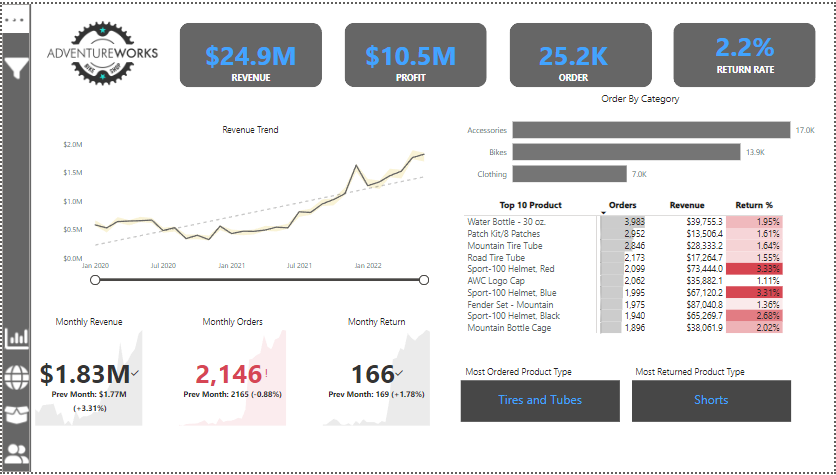 ...
ADVENTUREWORKS
BIKE SHOP
$24.9M
REVENUE
$10.5M
PROFIT
25.2K
ORDER
2.2%
RETURN RATE
Revenue Trend
$2.0M
$1.5M
$1.0M
$0.5M
$0.0M
Jan 2020 Jul 2020 Jan 2021 Jul 2021 Jan 2022
Order By Category
Accessories 17.0K
Bikes 13.9K
Clothing 7.0K
Top 10 Product Orders Revenue Return %
Water Bottle - 30 oz. 3,983 $39,755.3 1.95%
Patch Kit/8 Patches 2,952 $13,506.4 1.61%
Mountain Tire Tube 2,846 $28,333.2 1.64%
Road Tire Tube 2,173 $17,264.7 1.55%
Sport-100 Helmet, Red 2,099 $73,444.0 3.33%
AWC Logo Cap 2,062 $35,882.1 1.11%
Sport-100 Helmet, Blue 1,995 $67,120.2 3.31%
Fender Set - Mountain 1,975 $87,040.8 1.36%
Sport-100 Helmet, Black 1,940 $65,269.7 2.68%
Mountain Bottle Cage 1,896 $38,061.9 2.02%
Monthly Revenue
$1.83M
Prev Month: $1.77M
(+3.31%)
Monthly Orders
2,146!
Prev Month: 2165 (-0.88%)
Monthy Return
166
Prev Month: 169 (+1.78%)
Most Ordered Product Type
Tires and Tubes
Most Returned Product Type
Shorts